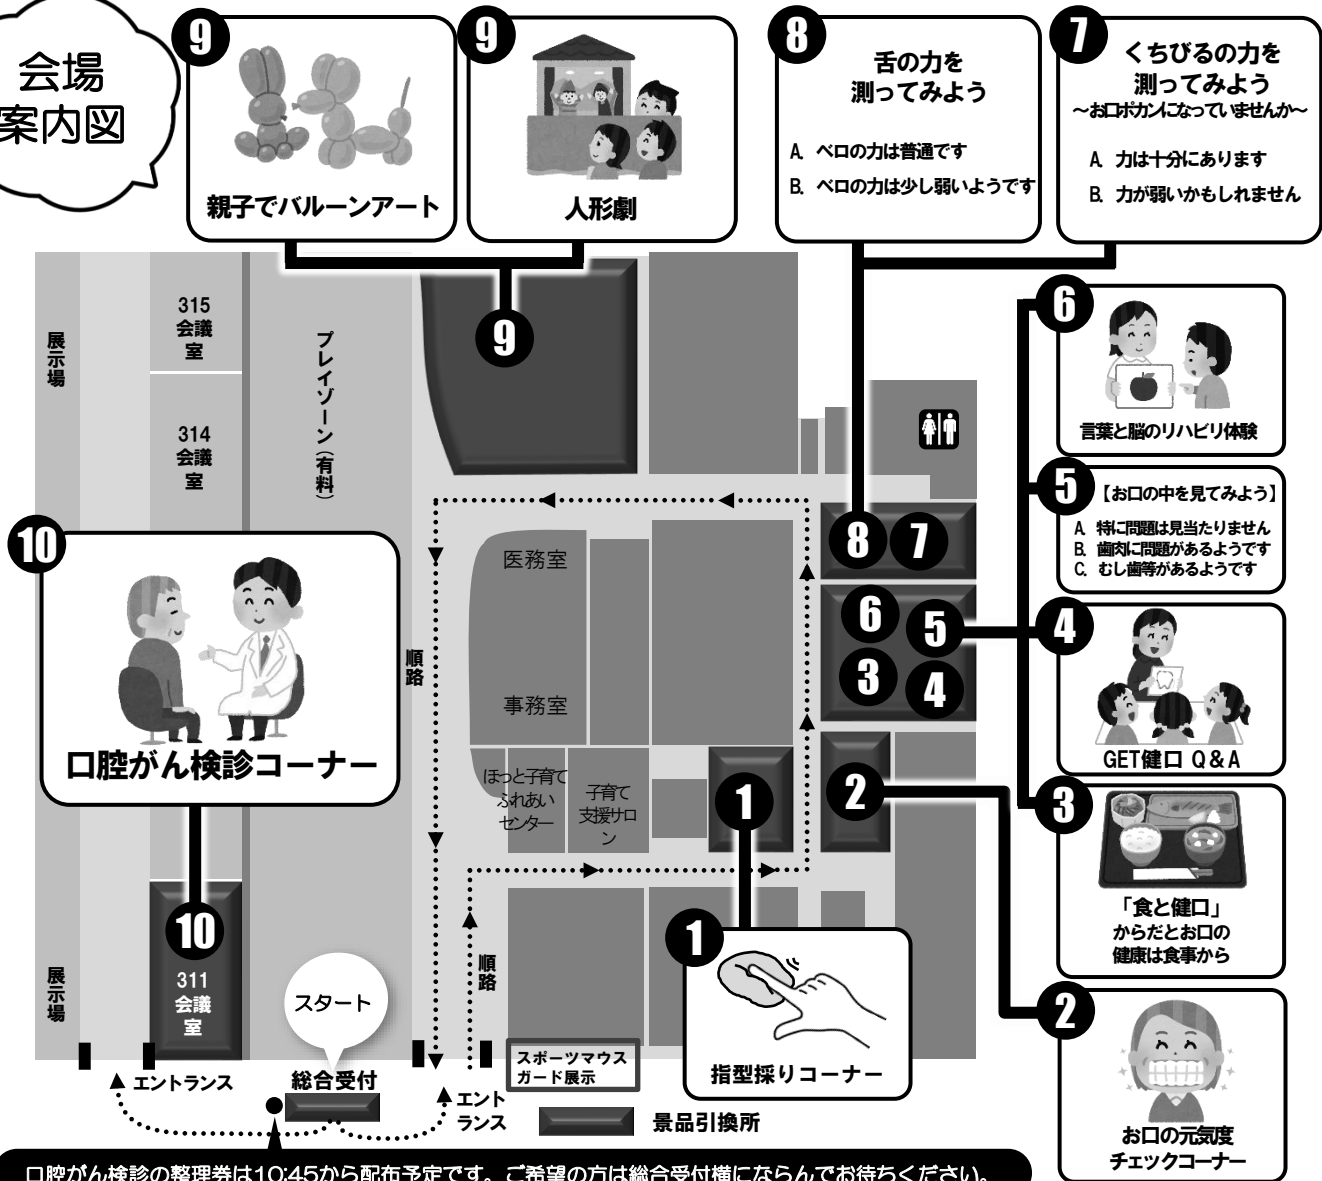 会場
案内図
9
親子でバルーンアート
9
人形劇
8
舌の力を
測ってみよう
A. ベロの力は普通です
B. ベロの力は少し弱いようです
7
くちびるの力を
測ってみよう
～お口ポカンになっていませんか～
A. 力は十分にあります
B. 力が弱いかもしれません
6
言葉と脳のリハビリ体験
5
【お口の中を見てみよう】
A. 特に問題は見当たりません
B. 歯肉に問題があるようです
C. むし歯等があるようです
4
GET健口 Q＆A
3
「食と健口」
からだとお口の
健康は食事から
2
お口の元気度
チェックコーナー
展示場
315
会議
室
プレイゾーン（有料）
9
314
会議
室
10
口腔がん検診コーナー
順路
医務室
事務室
8
7
6
5
3
4
ほっと子育て
ふれあい
センター
子育て
支援サロ
ン
1
2
10
311
会議
室
展示場
スタート
順路
1
指型採りコーナー
スポーツマウス
ガード展示
エントランス
総合受付
エント
ランス
景品引換所
口腔がん検診の整理券は10:45から配布予定です。ご希望の方は総合受付横にならんでお待ちください。